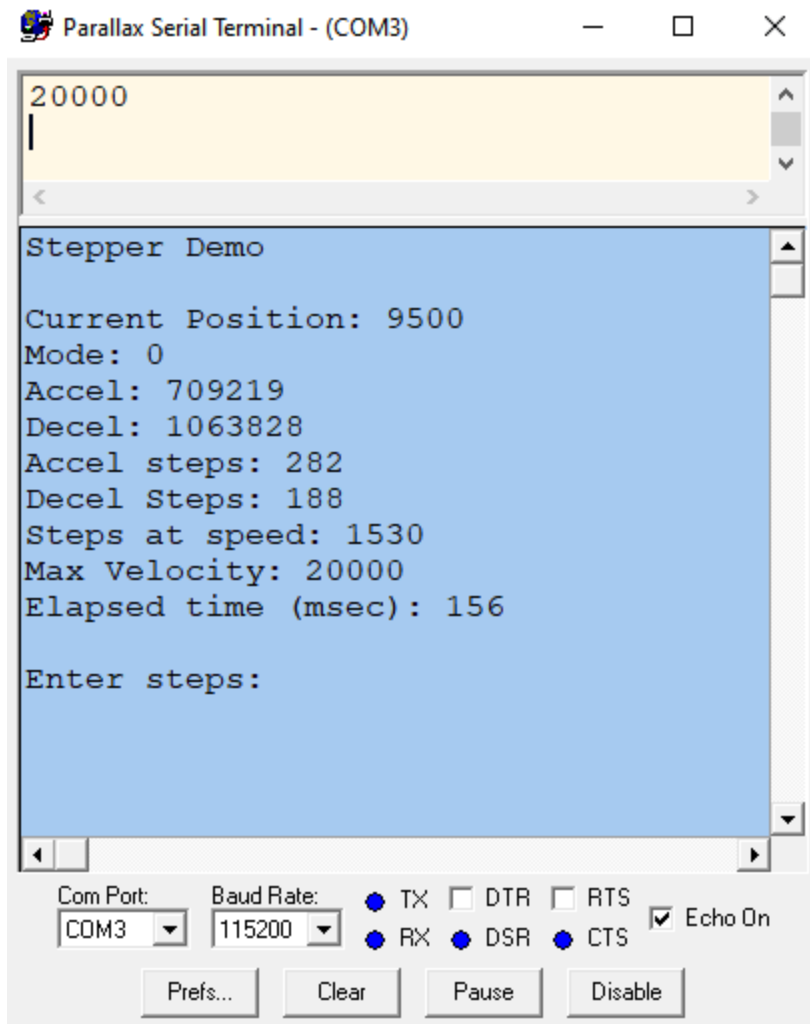 Parallax Serial Terminal - (COM3)
20000
Stepper Demo
Current Position: 9500
Mode: 0
Accel: 709219
Decel: 1063828
Accel steps: 282
Decel Steps: 188
Steps at speed: 1530
Max Velocity: 20000
Elapsed time (msec): 156
Enter steps:
Com Port: Baud Rate: TX DTR RTS
COM3 115200 RX DSR CTS Echo On
Prefs... Clear Pause Disable